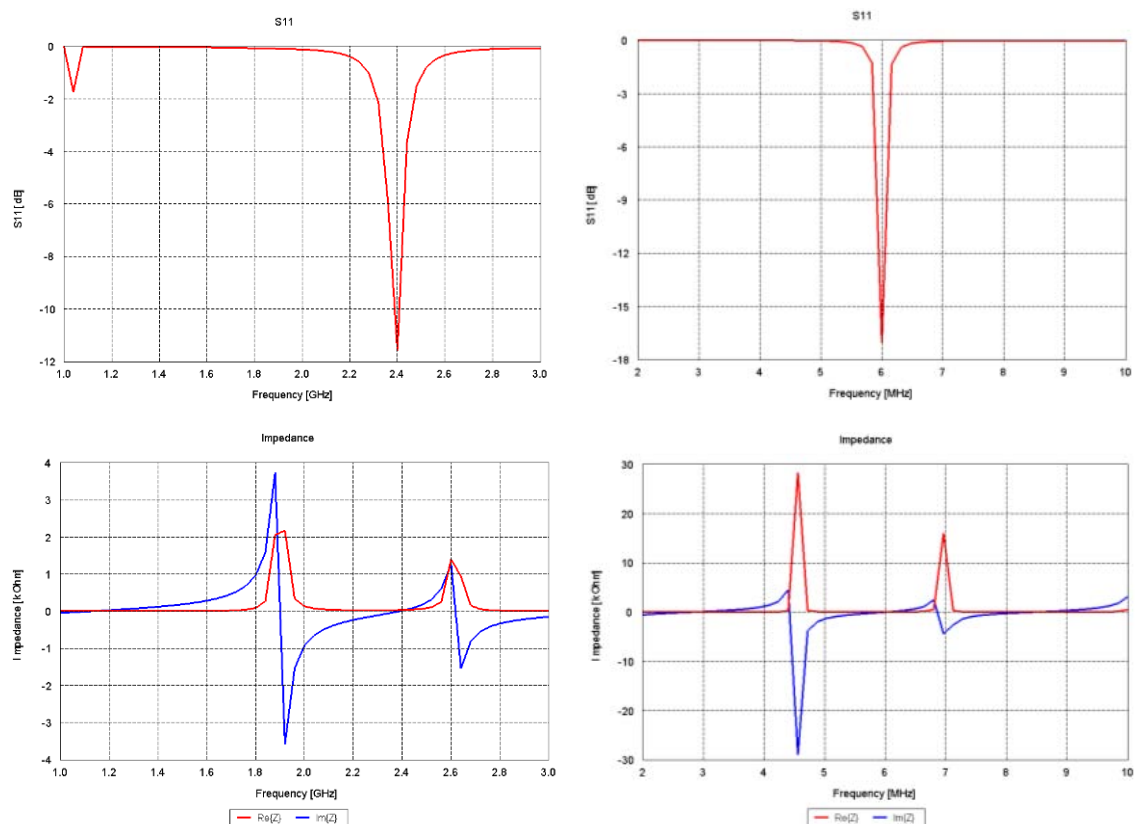 S11
0
-2
-4
-6
-8
-10
-12
S11 [dB]
1.0 1.2 1.4 1.6 1.8 2.0 2.2 2.4 2.6 2.8 3.0
Frequency [GHz]
S11
0
-3
-6
-9
-12
-15
-18
S11 [dB]
2 3 4 5 6 7 8 9 10
Frequency [MHz]
Impedance
4
3
2
1
0
-1
-2
-3
-4
Impedance [kOhm]
1.0 1.2 1.4 1.6 1.8 2.0 2.2 2.4 2.6 2.8 3.0
Frequency [GHz]
Re{Z} Im{Z}
Impedance
30
20
10
0
-10
-20
-30
Impedance [kOhm]
2 3 4 5 6 7 8 9 10
Frequency [MHz]
Re{Z} Im{Z}